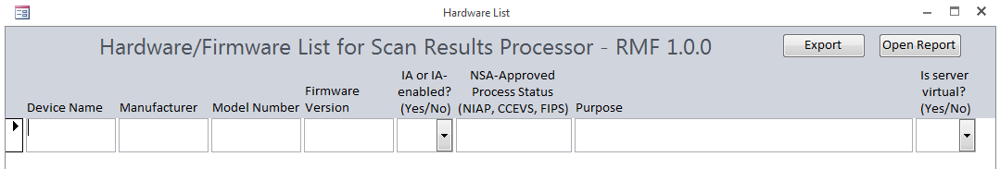 Hardware List
Hardware/Firmware List for Scan Results Processor - RMF 1.0.0
Export
Open Report
Device Name
Manufacturer
Model Number
Firmware
Version
IA or IA-
enabled?
(Yes/No)
NSA-Approved
Process Status
(NIAP, CCEVS, FIPS)
Purpose
Is server
virtual?
(Yes/No)